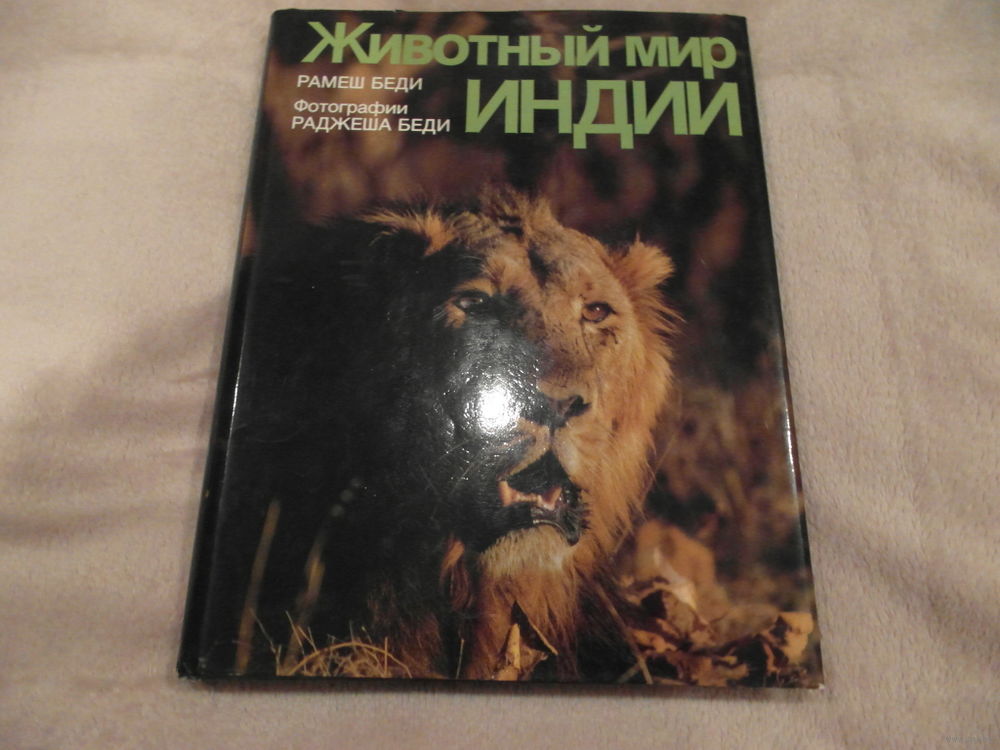 Животный мир
ИНДИИ
РАМЕШ БЕДИ
Фотографии
РАДЖЕША БЕДИ